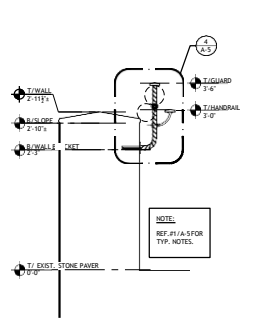 4
A-5
T/GUARD
3'-6"
T/WALL
2'-11½"±
T/HANDRAIL
3'-0"
B/SLOPE
2'-10"±
B/WALL
2'-3"
NOTE:
REF.#1/A-5 FOR
TYP. NOTES.
T/ EXIST. STONE PAVER
0'-0"